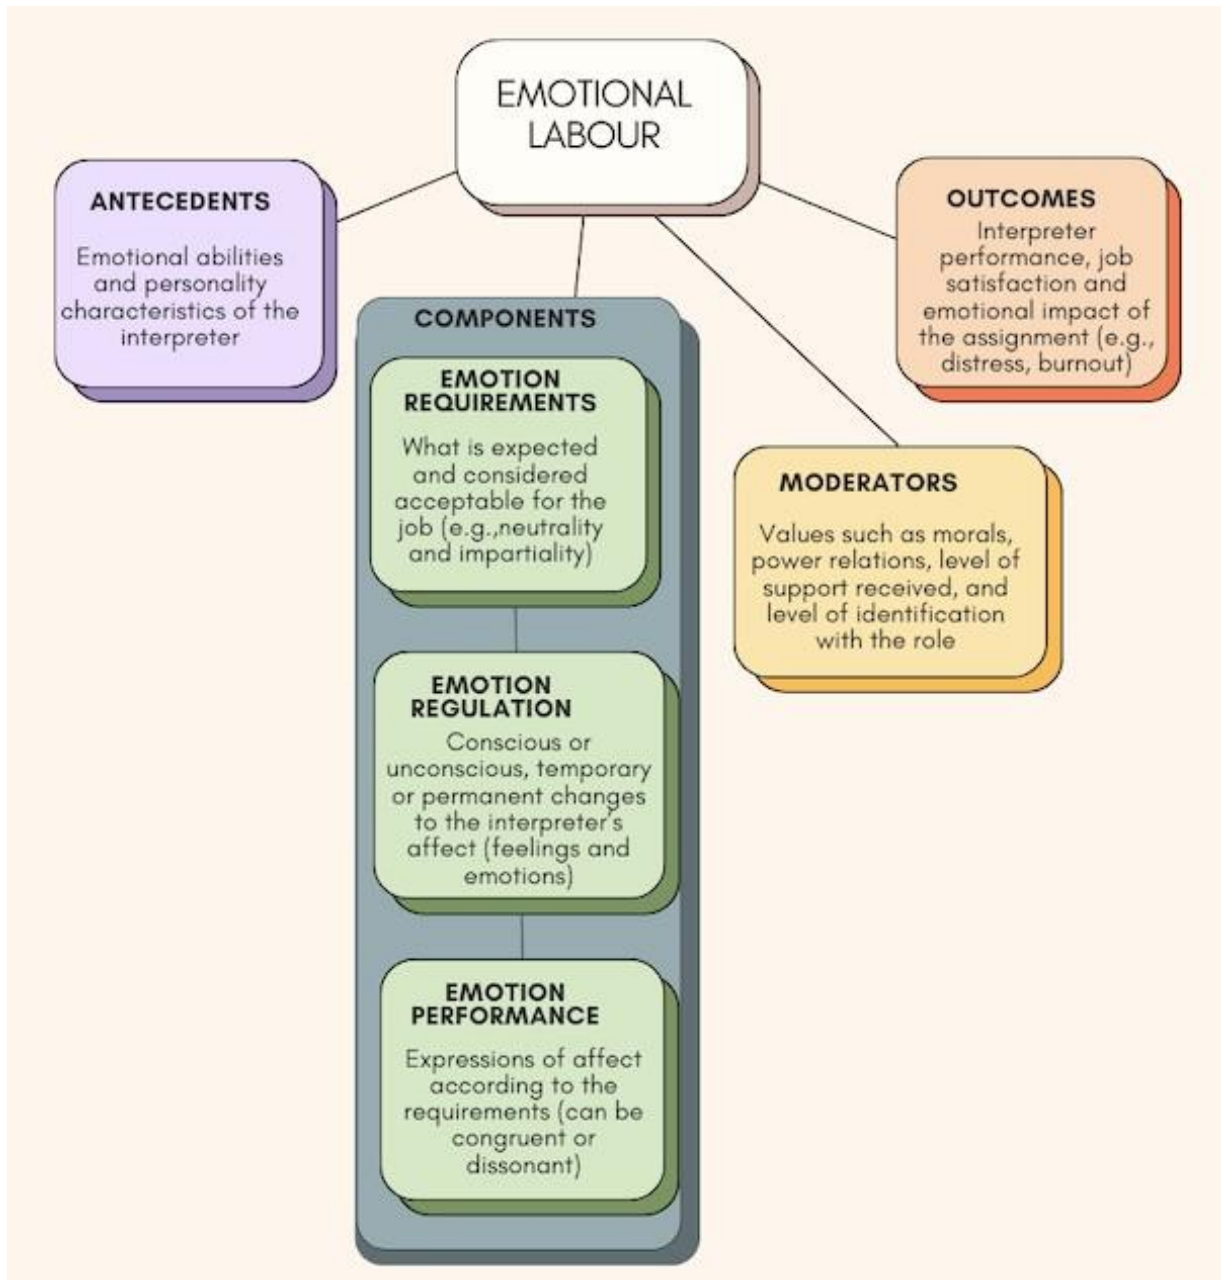 EMOTIONAL
LABOUR
ANTECEDENTS
Emotional abilities
and personality
characteristics of the
interpreter
OUTCOMES
Interpreter
performance, job
satisfaction and
emotional impact of
the assignment (e.g.,
distress, burnout)
COMPONENTS
EMOTION
REQUIREMENTS
What is expected
and considered
acceptable for the
job (e.g.,neutrality
and impartiality)
EMOTION
REGULATION
Conscious or
unconscious, temporary
or permanent changes
to the interpreter's
affect (feelings and
emotions)
EMOTION
PERFORMANCE
Expressions of affect
according to the
requirements (can be
congruent or
dissonant)
MODERATORS
Values such as morals,
power relations, level of
support received, and
level of identification
with the role